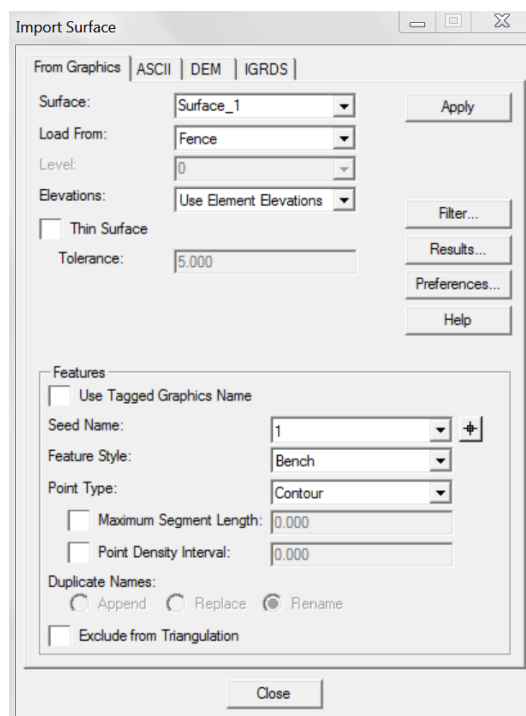 Import Surface
From Graphics ASCII DEM IGRDS
Surface: Surface_1 Apply
Load From: Fence
Level: 0
Elevations: Use Element Elevations
Filter...
Thin Surface
Results...
Tolerance: 5.000
Preferences...
Help
Features
Use Tagged Graphics Name
Seed Name: 1
Feature Style: Bench
Point Type: Contour
Maximum Segment Length: 0.000
Point Density Interval: 0.000
Duplicate Names:
Append Replace Rename
Exclude from Triangulation
Close